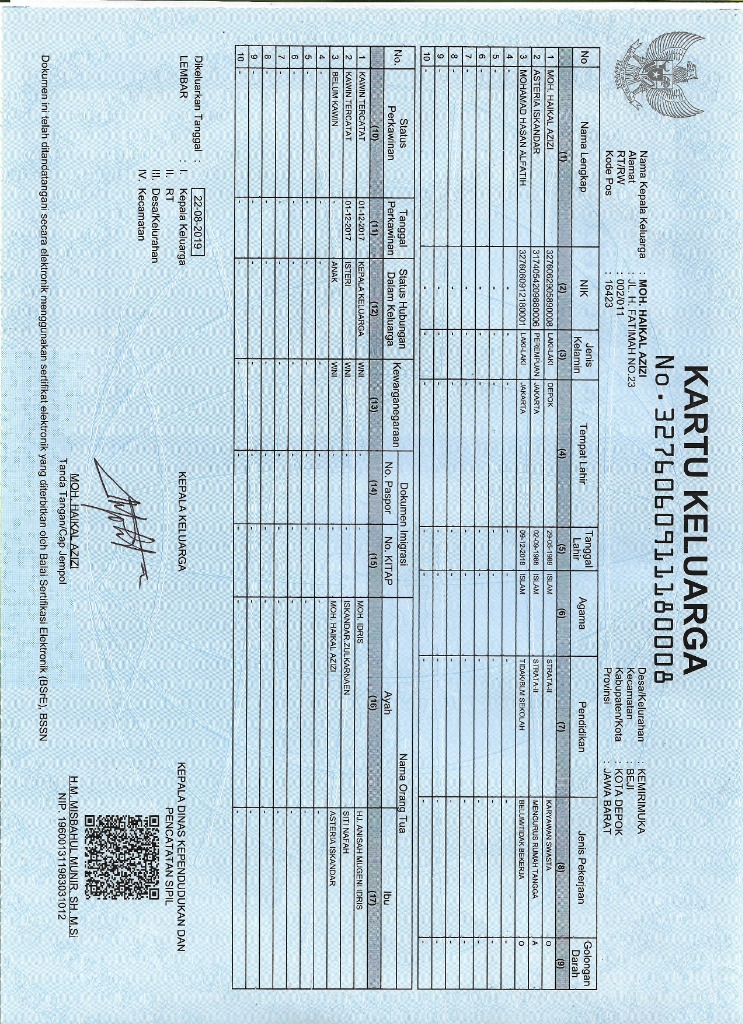 KARTU KELUARGA
No. 3276060911180008
Nama Kepala Keluarga : MOH. HAIKAL AZIZI
Alamat : JL. H. FATIMAH NO.23
RT/RW : 002/011
Kode Pos : 16423
Desa/Kelurahan : KEMIRIMUKA
Kecamatan : BEJI
Kabupaten/Kota : KOTA DEPOK
Provinsi : JAWA BARAT
No Nama Lengkap NIK Jenis Kelamin Tempat Lahir Tanggal Lahir Agama Pendidikan Jenis Pekerjaan Golongan Darah
(1) (2) (3) (4) (5) (6) (7) (8) (9)
1 MOH. HAIKAL AZIZI 3276062905890008 LAKI-LAKI DEPOK 29-05-1989 ISLAM STRATA-II KARYAWAN SWASTA O
2 ASTERIA ISKANDAR 3174054209880006 PEREMPUAN JAKARTA 02-09-1988 ISLAM STRATA-II MENGURUS RUMAH TANGGA A
3 MOHAMAD HASAN ALFATIH 3276060912180001 LAKI-LAKI JAKARTA 09-12-2018 ISLAM TIDAK/BLM SEKOLAH BELUM/TIDAK BEKERJA O
4 - - - - - - - - -
5 - - - - - - - - -
6 - - - - - - - - -
7 - - - - - - - - -
8 - - - - - - - - -
9 - - - - - - - - -
10 - - - - - - - - -
No. Status Perkawinan Tanggal Perkawinan Status Hubungan Dalam Keluarga Kewarganegaraan Dokumen Imigrasi Nama Orang Tua
No. Paspor No. KITAP Ayah Ibu
(10) (11) (12) (13) (14) (15) (16) (17)
1 KAWIN TERCATAT 01-12-2017 KEPALA KELUARGA WNI - - MOH. IDRIS HJ. ANISAH MUGENI IDRIS
2 KAWIN TERCATAT 01-12-2017 ISTERI WNI - - ISKANDAR ZULKARNAEN SITI NAFAH
3 BELUM KAWIN - ANAK WNI - - MOH. HAIKAL AZIZI ASTERIA ISKANDAR
4 - - - - - - - -
5 - - - - - - - -
6 - - - - - - - -
7 - - - - - - - -
8 - - - - - - - -
9 - - - - - - - -
10 - - - - - - - -
Dikeluarkan Tanggal : 22-08-2019
LEMBAR : I. Kepala Keluarga
II. RT
III. Desa/Kelurahan
IV. Kecamatan
KEPALA KELUARGA
MOH. HAIKAL AZIZI
Tanda Tangan/Cap Jempol
KEPALA DINAS KEPENDUDUKAN DAN
PENCATATAN SIPIL
H.M. MISBAHUL MUNIR, SH, M.Si
NIP. 196001311983031012
Dokumen ini telah ditandatangani secara elektronik menggunakan sertifikat elektronik yang diterbitkan oleh Balai Sertifikasi Elektronik (BSrE), BSSN